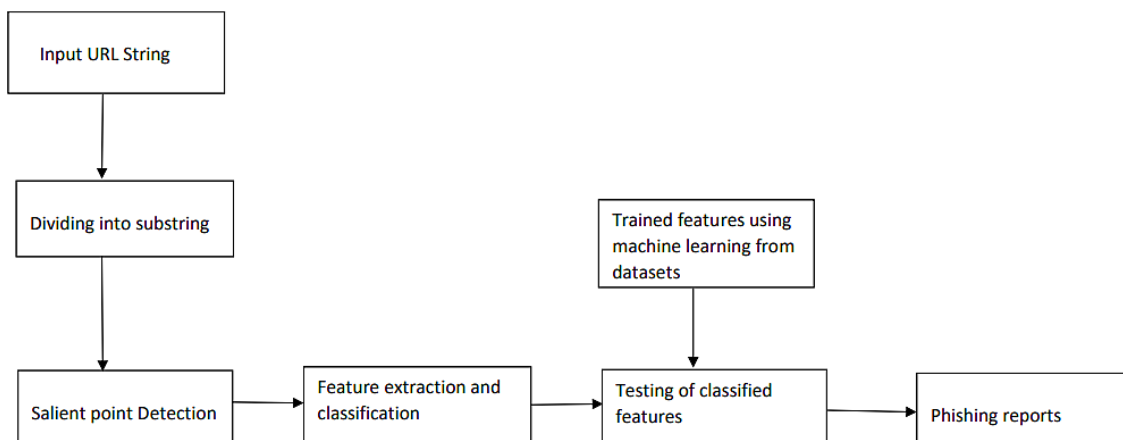 Input URL String
Dividing into substring
Trained features using
machine learning from
datasets
Salient point Detection
Feature extraction and
classification
Testing of classified
features
Phishing reports